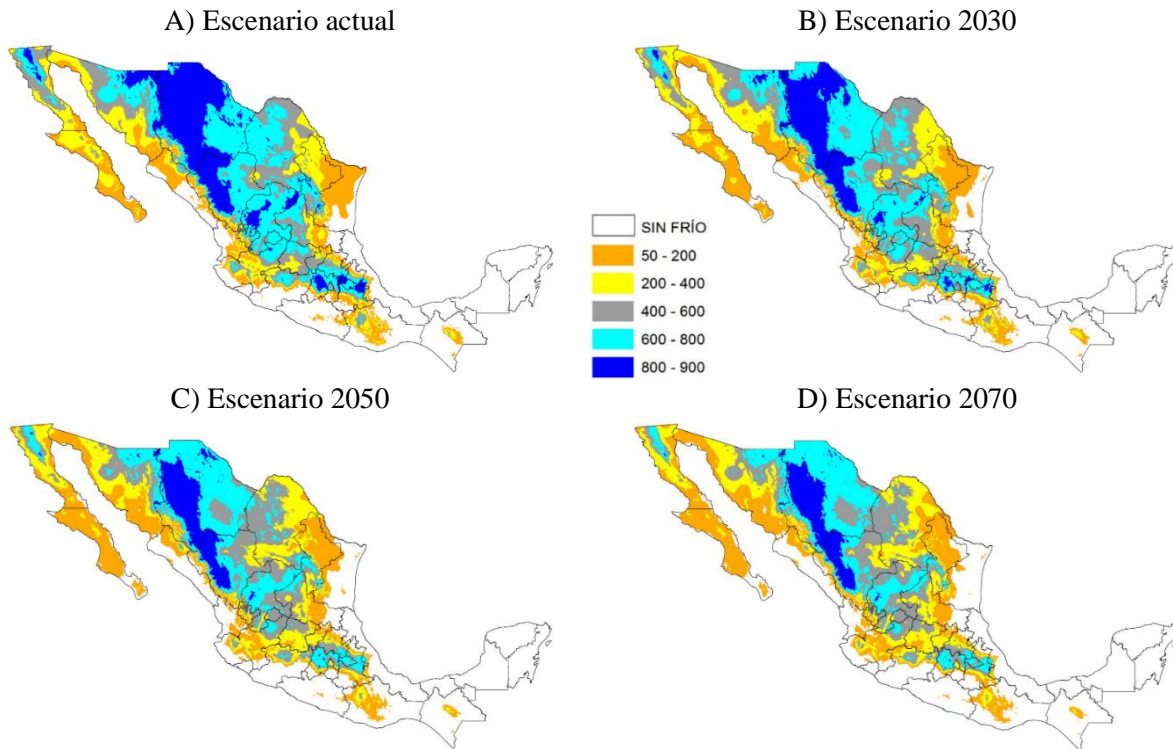 A) Escenario actual
B) Escenario 2030
SIN FRÍO
50 - 200
200 - 400
400 - 600
600 - 800
800 - 900
C) Escenario 2050
D) Escenario 2070